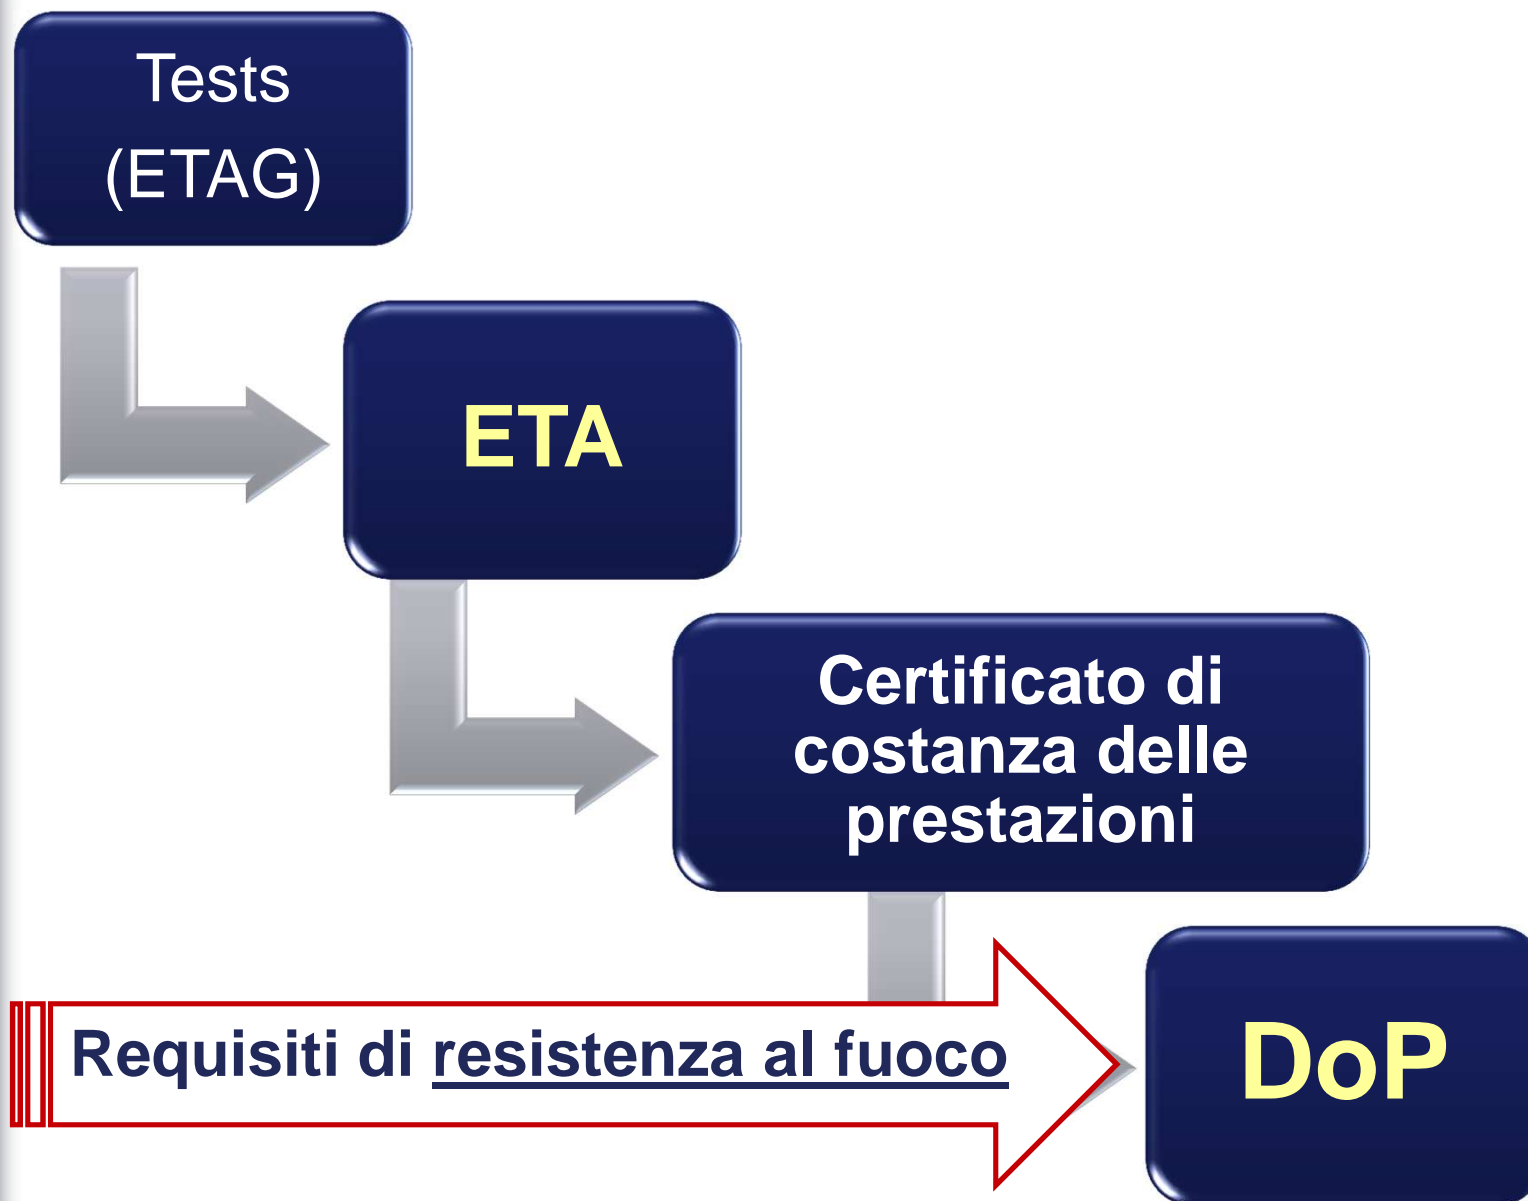 Tests
(ETAG)
ETA
Certificato di
costanza delle
prestazioni
Requisiti di resistenza al fuoco
DoP